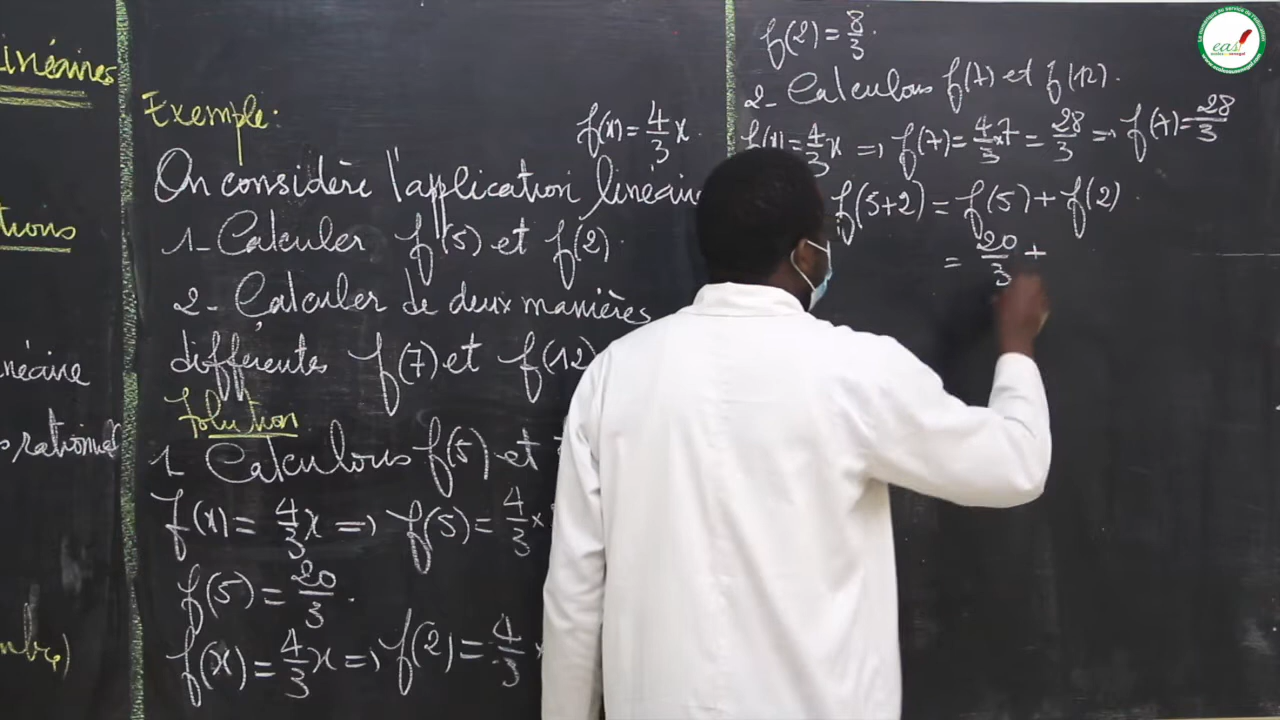 linéaires
tions
néaire
rationnel
mbre)
Exemple:
f(x) = 4/3 x.
On considère l'application linéaire
1- Calculer f(5) et f(2).
2- Calculer de deux manières
différentes f(7) et f(12)
Solution
1. Calculons f(5) et
f(x) = 4/3 x => f(5) = 4/3 ×
f(5) = 20/3.
f(x) = 4/3 x => f(2) = 4/3 ×
f(2) = 8/3.
2- Calculons f(7) et f(12).
f(x) = 4/3 x => f(7) = 4/3 × 7 = 28/3 => f(7) = 28/3
f(5+2) = f(5) + f(2).
= 20/3 +
easi